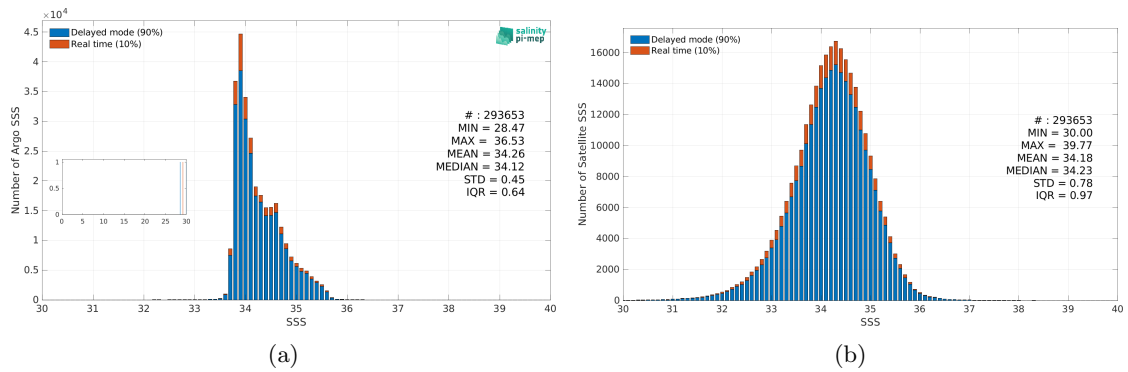 ×10⁴
4.5
4
3.5
3
2.5
2
1.5
1
0.5
0
Number of Argo SSS
Delayed mode (90%)
Real time (10%)
salinity
pi-mep
# : 293653
MIN = 28.47
MAX = 36.53
MEAN = 34.26
MEDIAN = 34.12
STD = 0.45
IQR = 0.64
1
0.5
0
0 5 10 15 20 25 30
30 31 32 33 34 35 36 37 38 39 40
SSS
(a)
16000
14000
12000
10000
8000
6000
4000
2000
0
Number of Satellite SSS
Delayed mode (90%)
Real time (10%)
# : 293653
MIN = 30.00
MAX = 39.77
MEAN = 34.18
MEDIAN = 34.23
STD = 0.78
IQR = 0.97
30 31 32 33 34 35 36 37 38 39 40
SSS
(b)